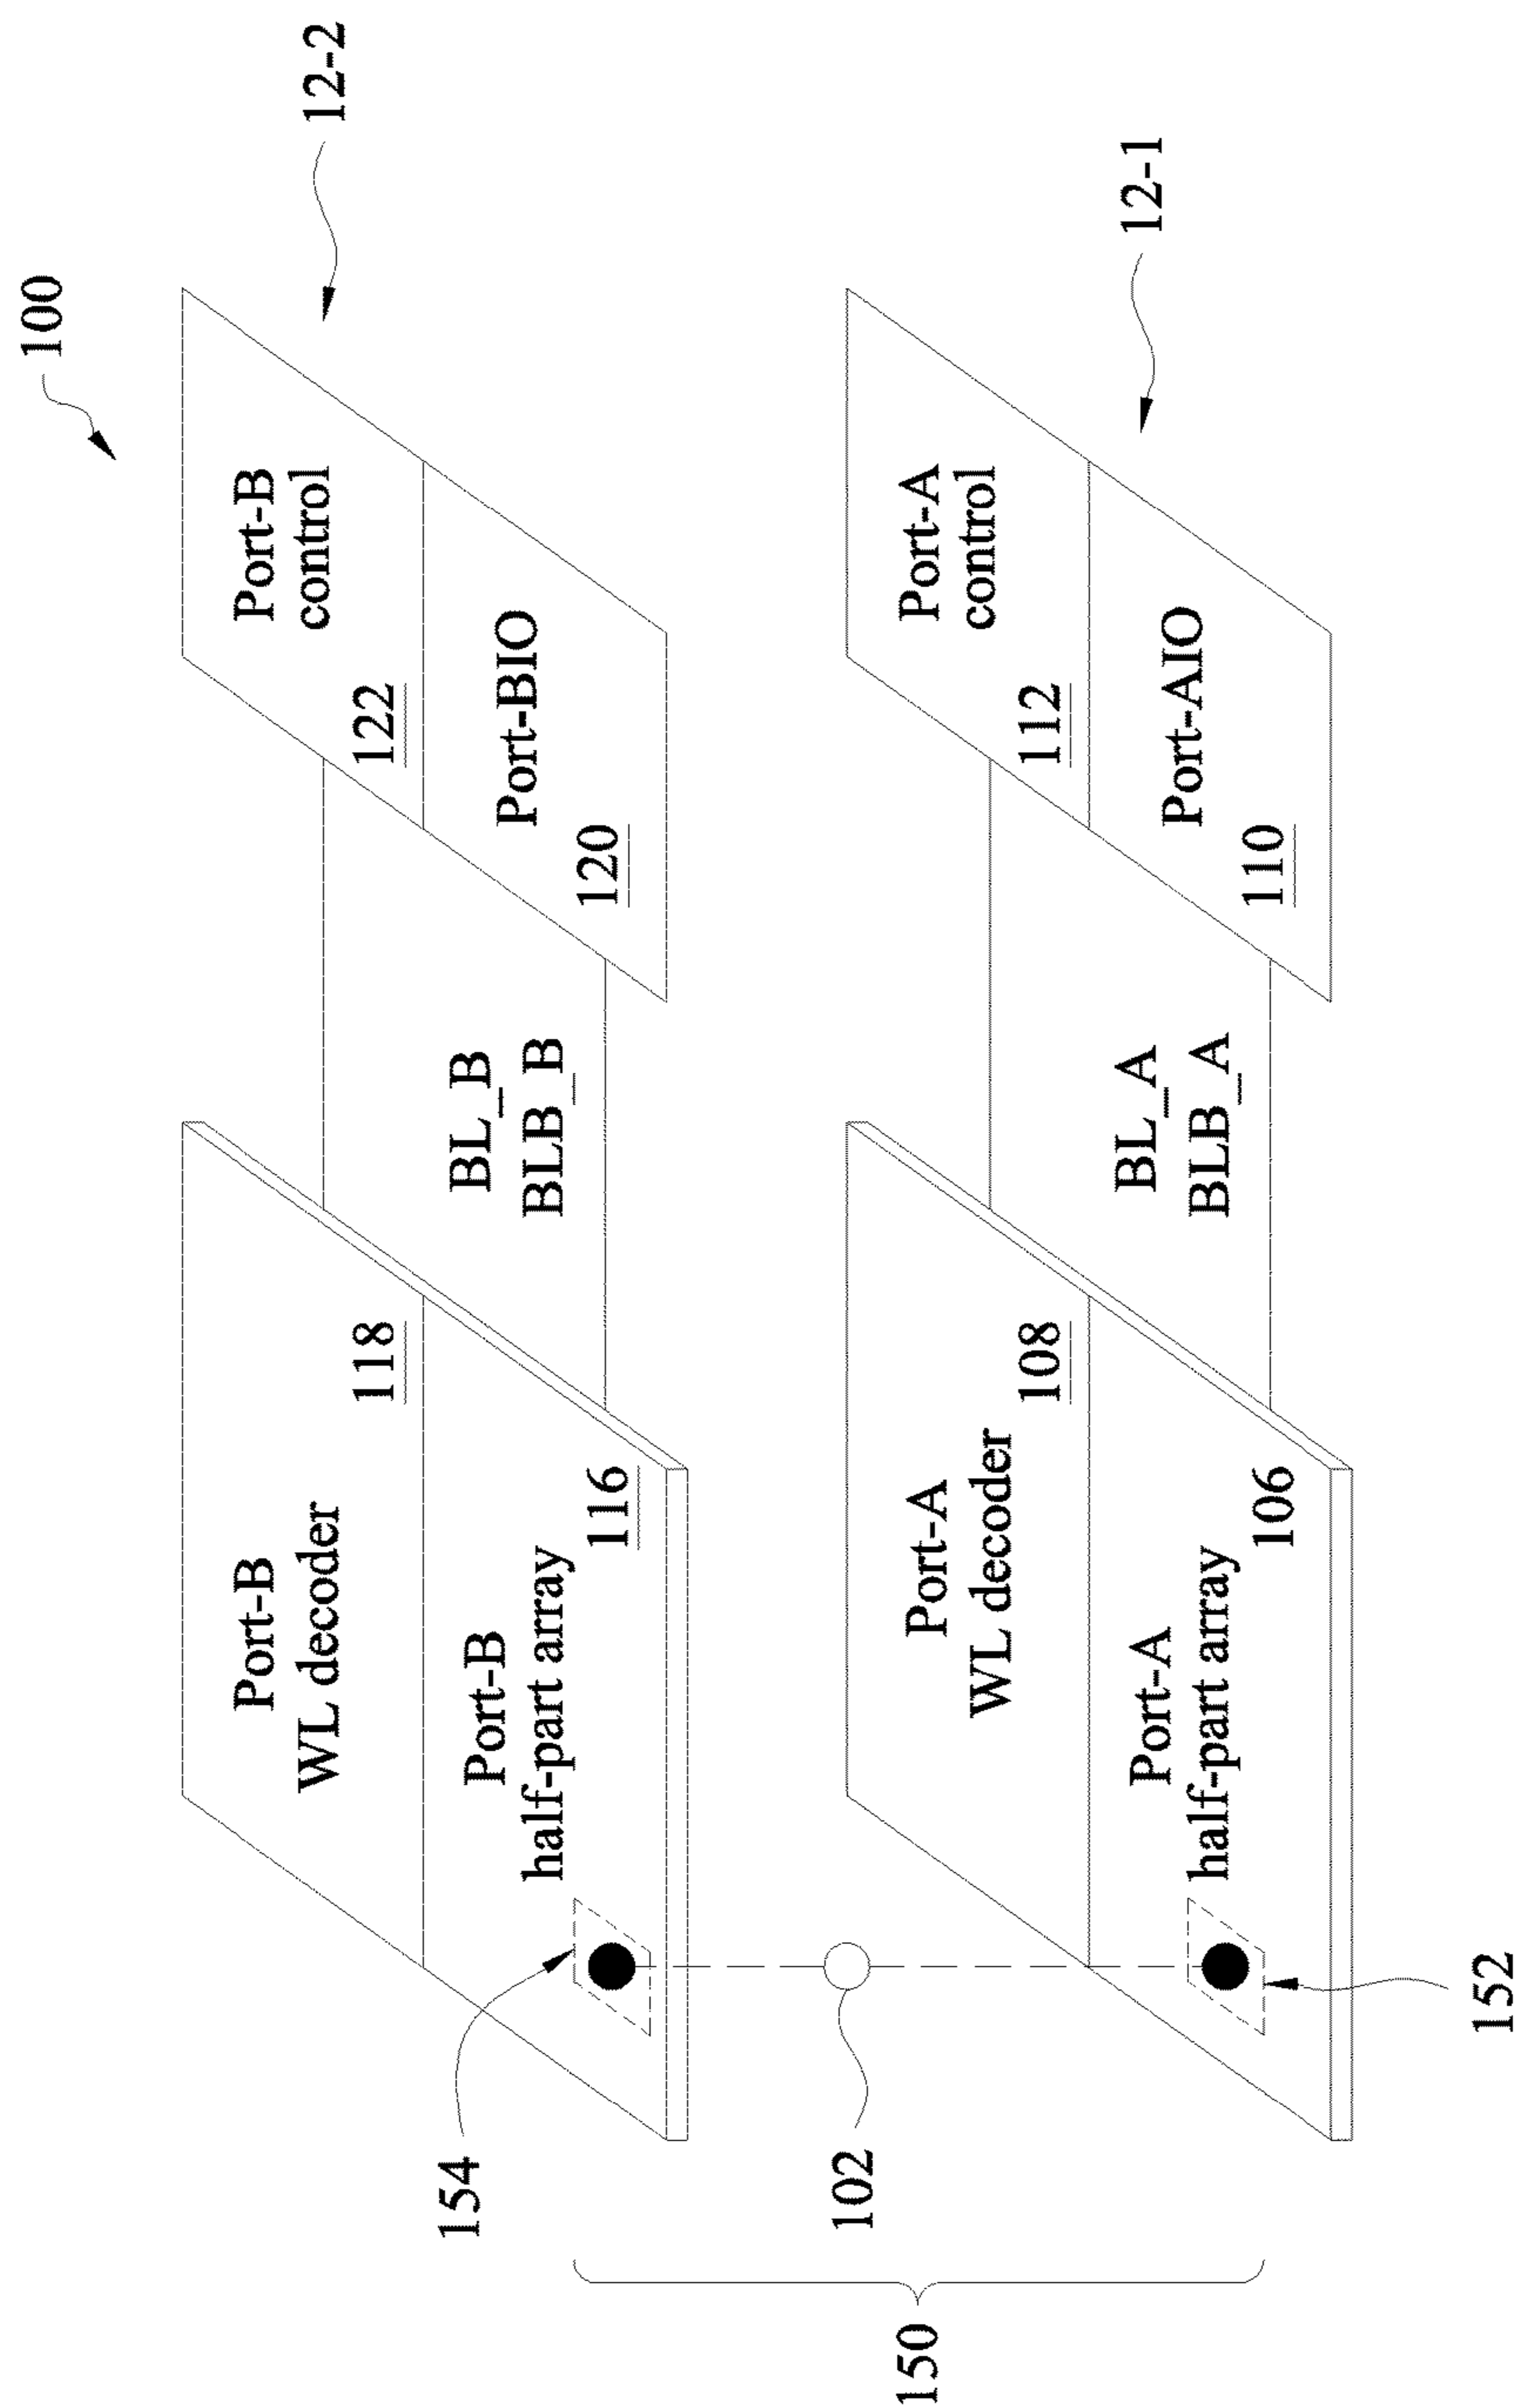 100
12-2
Port-B
WL decoder
118
Port-B
control
122
Port-B
half-part array
116
BL_B
BLB_B
Port-BIO
120
154
102
150
12-1
Port-A
WL decoder
108
Port-A
control
112
Port-A
half-part array
106
BL_A
BLB_A
Port-AIO
110
152